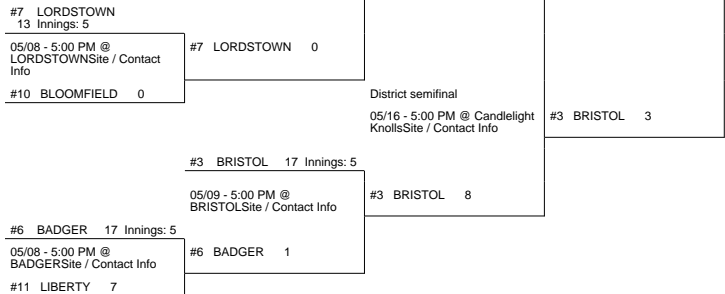 #7 LORDSTOWN
13 Innings: 5
05/08 - 5:00 PM @
LORDSTOWNSite / Contact
Info
#7 LORDSTOWN 0
#10 BLOOMFIELD 0
District semifinal
05/16 - 5:00 PM @ Candlelight
KnollsSite / Contact Info
#3 BRISTOL 3
#3 BRISTOL 17 Innings: 5
05/09 - 5:00 PM @
BRISTOLSite / Contact Info
#3 BRISTOL 8
#6 BADGER 17 Innings: 5
05/08 - 5:00 PM @
BADGERSite / Contact Info
#6 BADGER 1
#11 LIBERTY 7